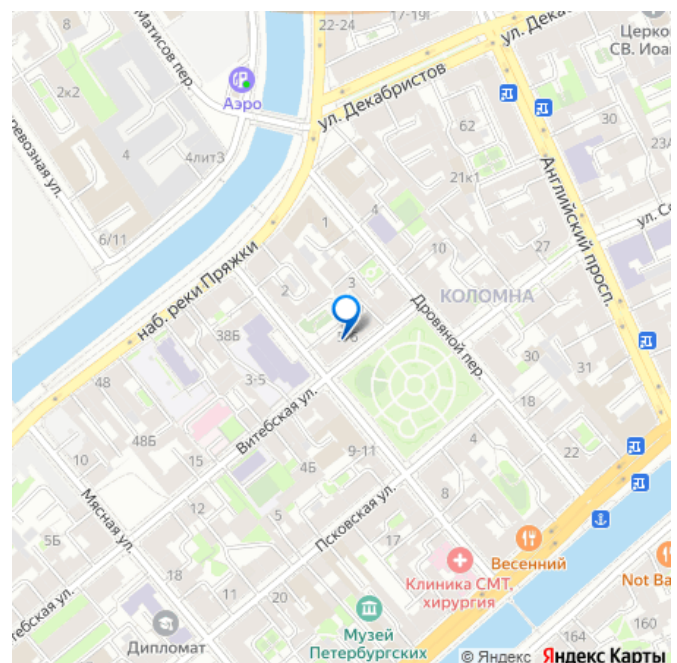 22-24
17-19
ул. Дека
Церко
СВ. Иоа
Матисов пер.
2к2
Аэро
ул. Декабристов
62
30
ревозная ул.
4
4лит3
23А
21к1
Английский просп.
6/11
1
4
10
27
ул. Со
наб. реки Пряжки
2
3
КОЛОМНА
Дровяной пер.
38Б
3-5
30
31
48
Витебская ул.
18
48Б
15
9-11
4
22
10
4Б
12
5
8
Мясная ул.
Псковская ул.
5Б
17
Весенний
18
11
20
Клиника СМТ,
хирургия
Not Ba
тебская ул.
Дипломат
Музей
Петербургских
164
160
© Яндекс Яндекс Карты